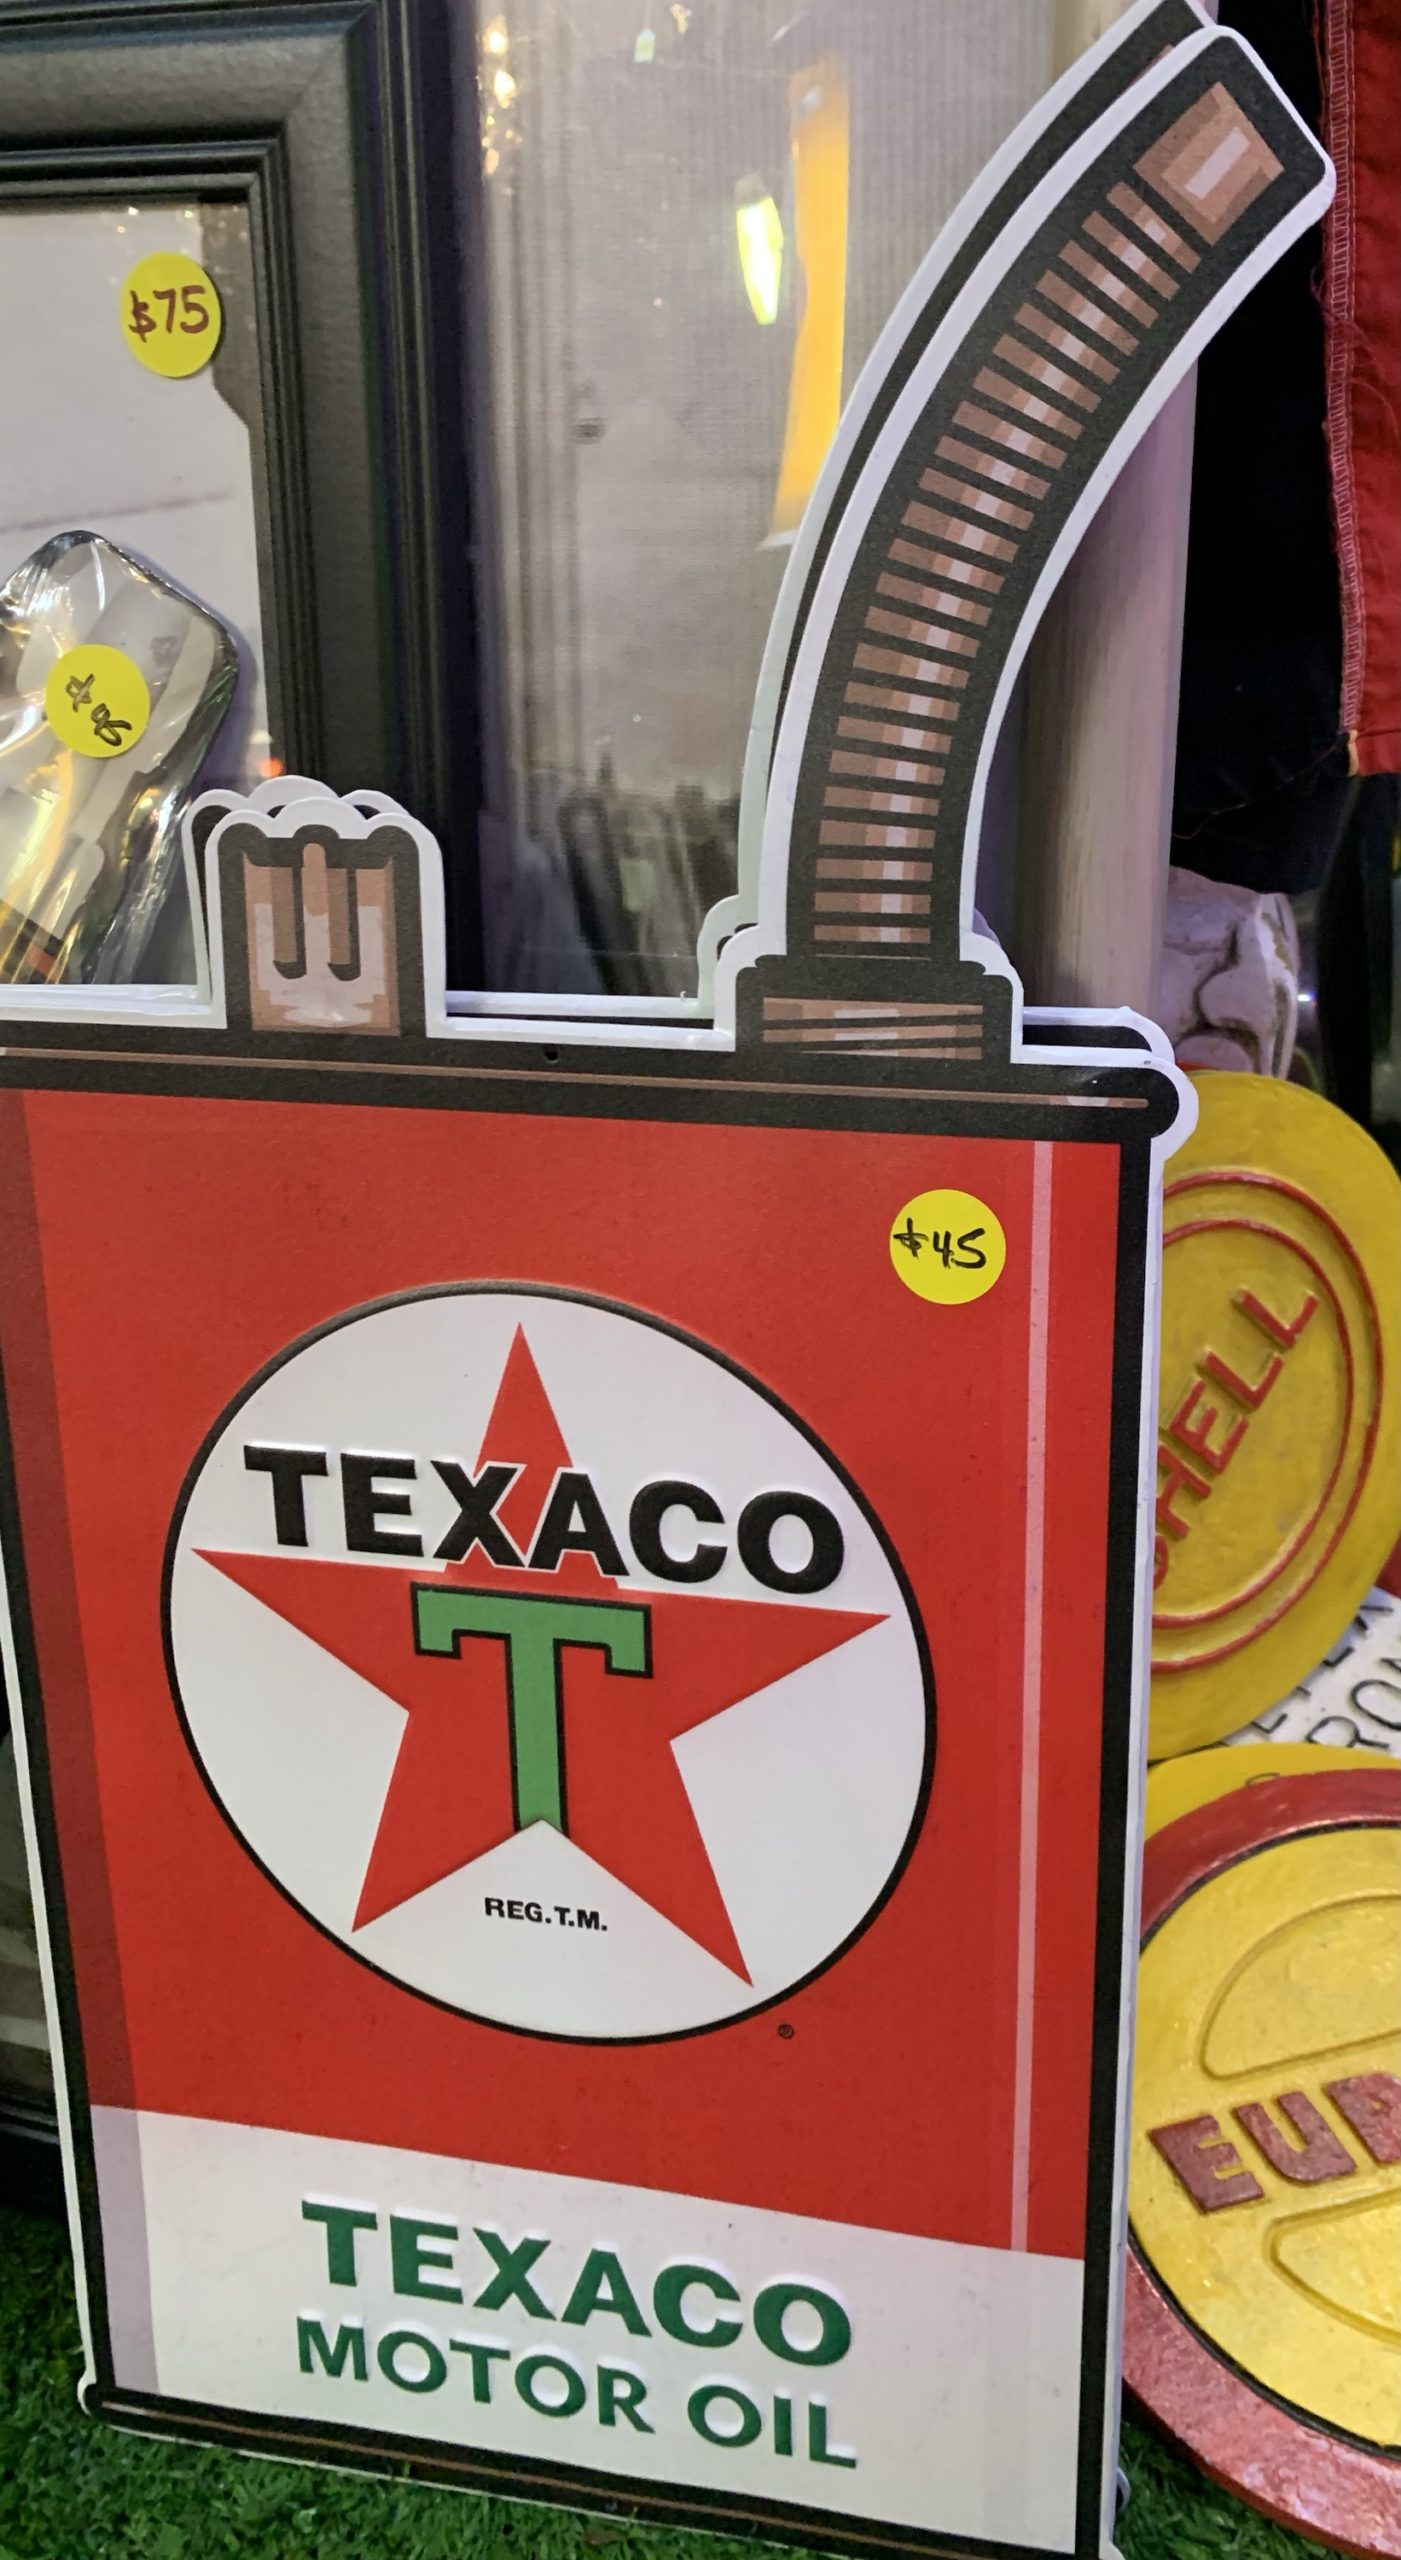 $75
$45
TEXACO
T
REG.T.M.
®
TEXACO
MOTOR OIL
SHELL